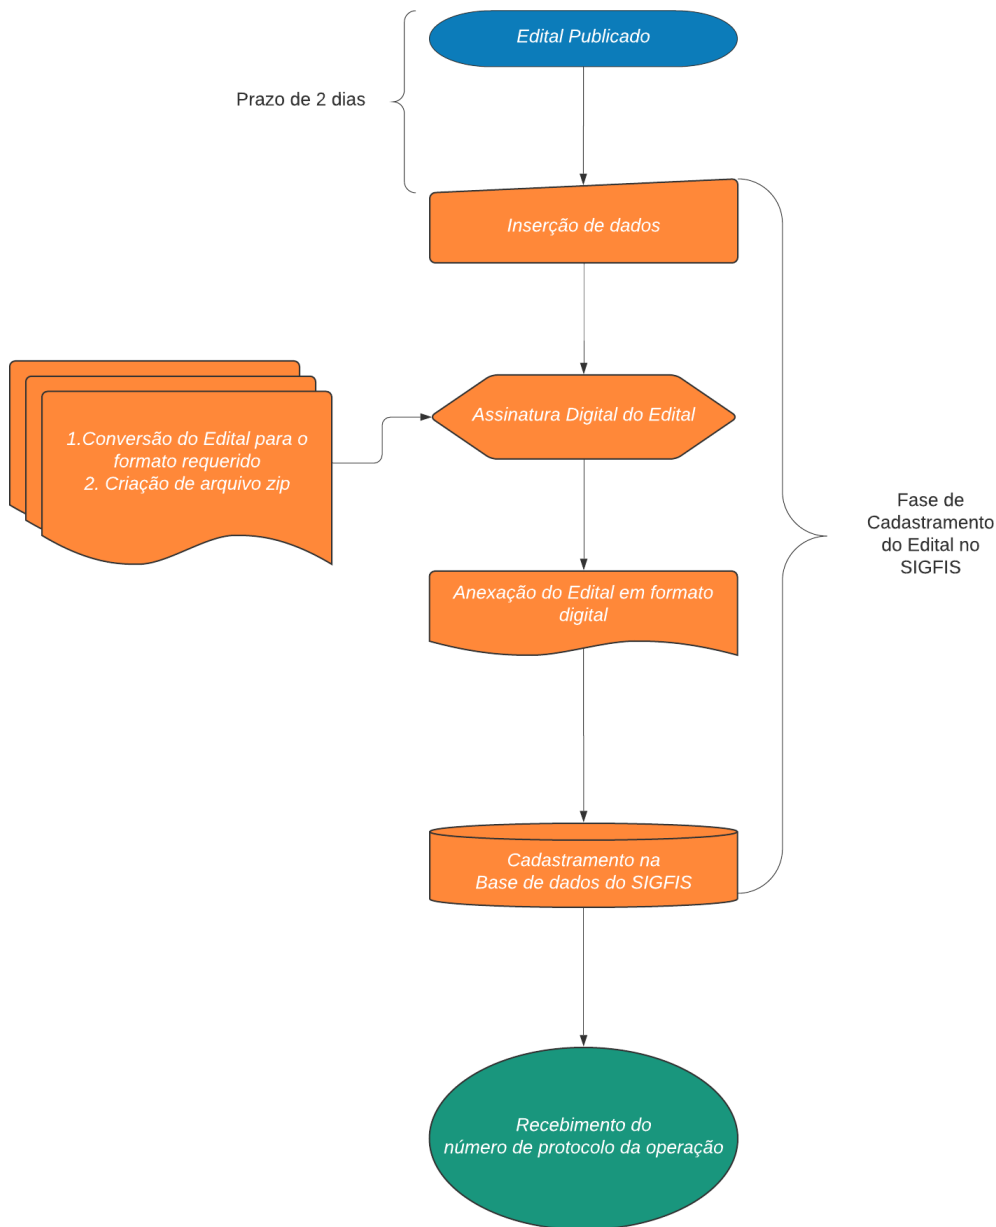 Edital Publicado
Prazo de 2 dias
Inserção de dados
Assinatura Digital do Edital
1.Conversão do Edital para o
formato requerido
2. Criação de arquivo zip
Fase de
Cadastramento
do Edital no
SIGFIS
Anexação do Edital em formato
digital
Cadastramento na
Base de dados do SIGFIS
Recebimento do
número de protocolo da operação